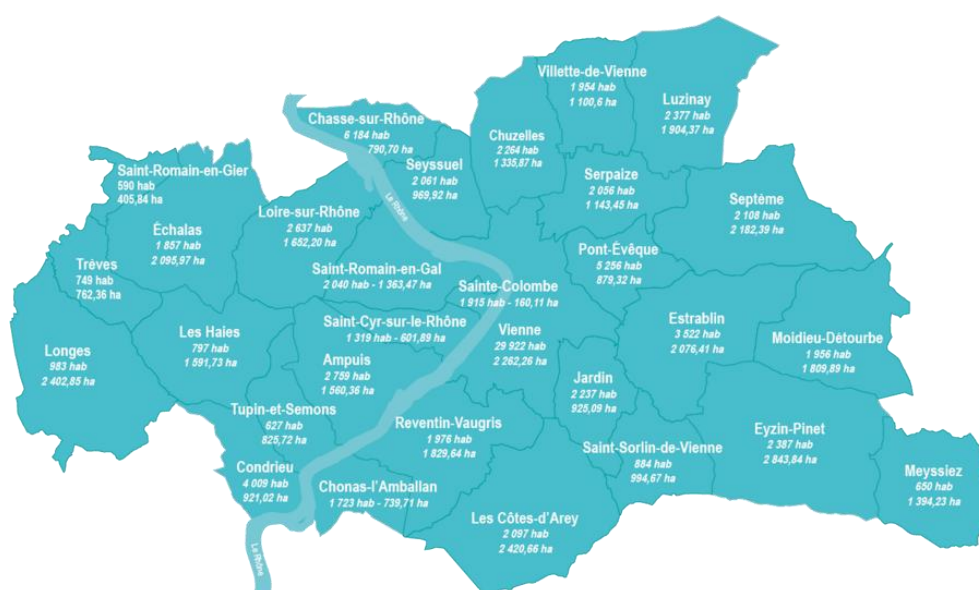 Villette-de-Vienne
1 954 hab
1 100,6 ha
Luzinay
2 377 hab
1 904,37 ha
Chasse-sur-Rhône
6 184 hab
790,70 ha
Chuzelles
2 264 hab
1 335,87 ha
Seyssuel
2 061 hab
969,92 ha
Saint-Romain-en-Gier
590 hab
405,84 ha
Serpaize
2 056 hab
1 143,45 ha
Septème
2 108 hab
2 182,39 ha
Le Rhône
Loire-sur-Rhône
2 637 hab
1 652,20 ha
Échalas
1 857 hab
2 095,97 ha
Pont-Évêque
5 256 hab
879,32 ha
Trèves
749 hab
762,36 ha
Saint-Romain-en-Gal
2 040 hab - 1 363,47 ha
Sainte-Colombe
1 915 hab - 160,11 ha
Saint-Cyr-sur-le-Rhône
1 319 hab - 601,89 ha
Vienne
29 922 hab
2 262,26 ha
Estrablin
3 522 hab
2 076,41 ha
Moidieu-Détourbe
1 956 hab
1 809,89 ha
Les Haies
797 hab
1 591,73 ha
Longes
983 hab
2 402,85 ha
Ampuis
2 759 hab
1 560,36 ha
Jardin
2 237 hab
925,09 ha
Tupin-et-Semons
627 hab
825,72 ha
Reventin-Vaugris
1 976 hab
1 829,64 ha
Eyzin-Pinet
2 387 hab
2 843,84 ha
Saint-Sorlin-de-Vienne
884 hab
994,67 ha
Condrieu
4 009 hab
921,02 ha
Meyssiez
650 hab
1 394,23 ha
Chonas-l'Amballan
1 723 hab - 739,71 ha
Les Côtes-d'Arey
2 097 hab
2 420,66 ha
Le Rhône